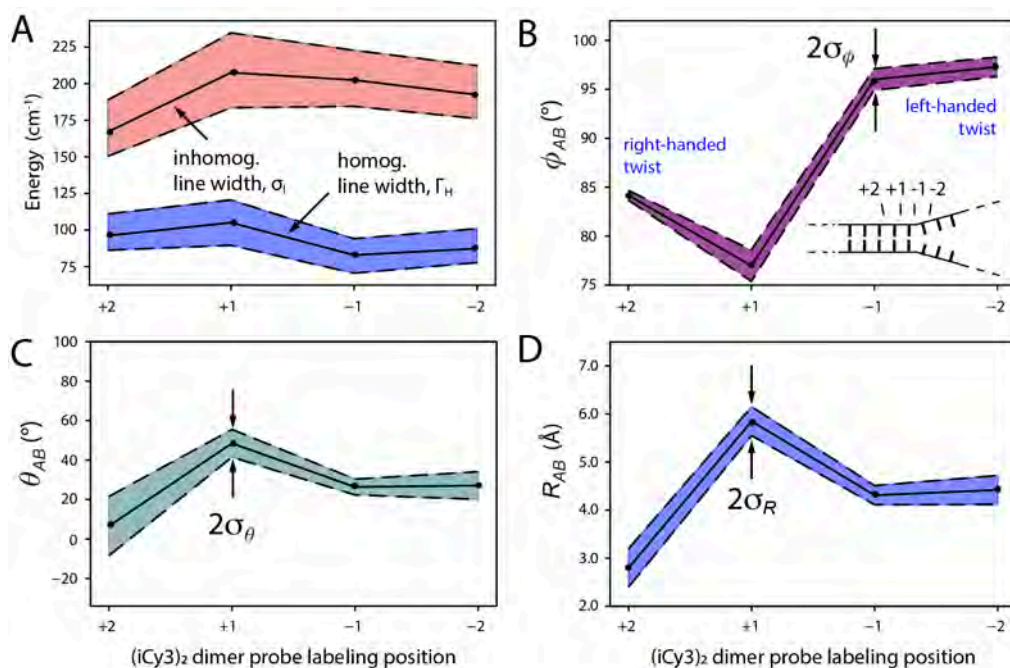 A
225
200
175
150
125
100
75
Energy (cm⁻¹)
inhomog.
line width, σI
homog.
line width, ΓH
+2
+1
−1
−2
B
100
95
90
85
80
75
ϕAB (°)
2σϕ
right-handed
twist
left-handed
twist
+2 +1 -1 -2
+2
+1
−1
−2
C
100
80
60
40
20
0
−20
θAB (°)
2σθ
+2
+1
−1
−2
(iCy3)₂ dimer probe labeling position
D
7.0
6.0
5.0
4.0
3.0
2.0
RAB (Å)
2σR
+2
+1
−1
−2
(iCy3)₂ dimer probe labeling position